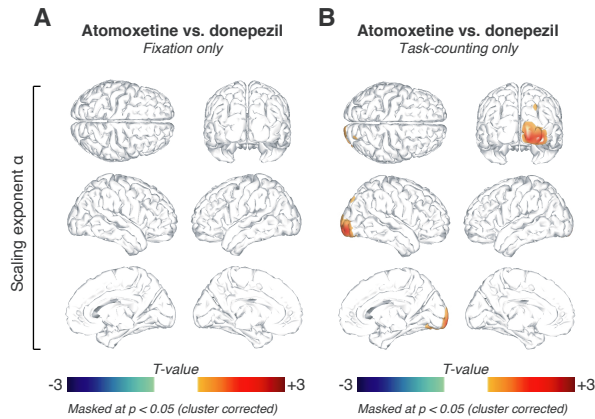 A
B
Atomoxetine vs. donepezil
Fixation only
Atomoxetine vs. donepezil
Task-counting only
Scaling exponent α
T-value
-3
+3
Masked at p < 0.05 (cluster corrected)
T-value
-3
+3
Masked at p < 0.05 (cluster corrected)